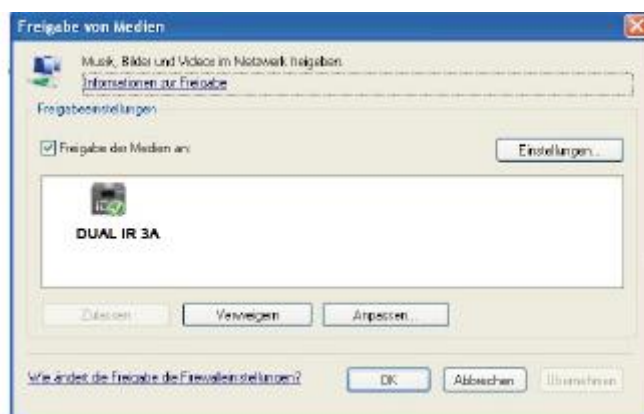 Freigabe von Medien
Musik, Bilder und Videos im Netzwerk freigeben.
Informationen zur Freigabe
Freigabeeinstellungen
Freigabe der Medien an:
Einstellungen...
DUAL IR 3A
Zulassen
Verweigern
Anpassen...
Wie ändert die Freigabe die Firewalleinstellungen?
OK
Abbrechen
Übernehmen